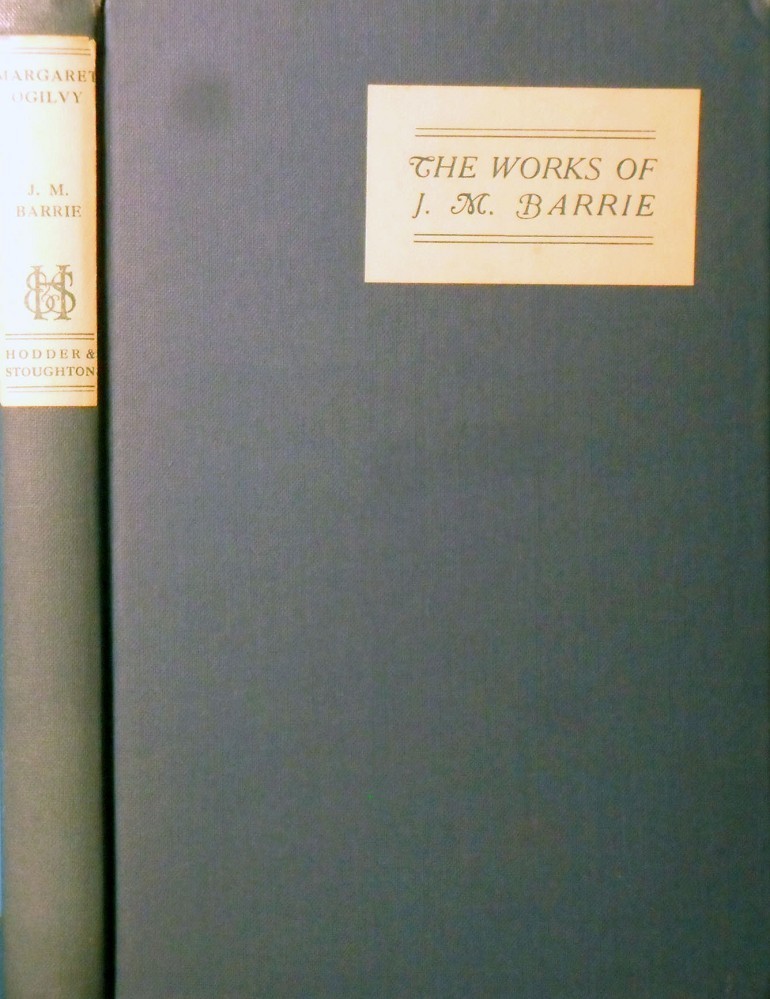 MARGARET
OGILVY
J. M.
BARRIE
H&S
HODDER &
STOUGHTON
THE WORKS OF
J. M. BARRIE